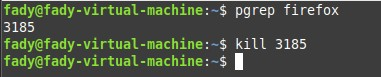 fady@fady-virtual-machine:~$ pgrep firefox
3185
fady@fady-virtual-machine:~$ kill 3185
fady@fady-virtual-machine:~$